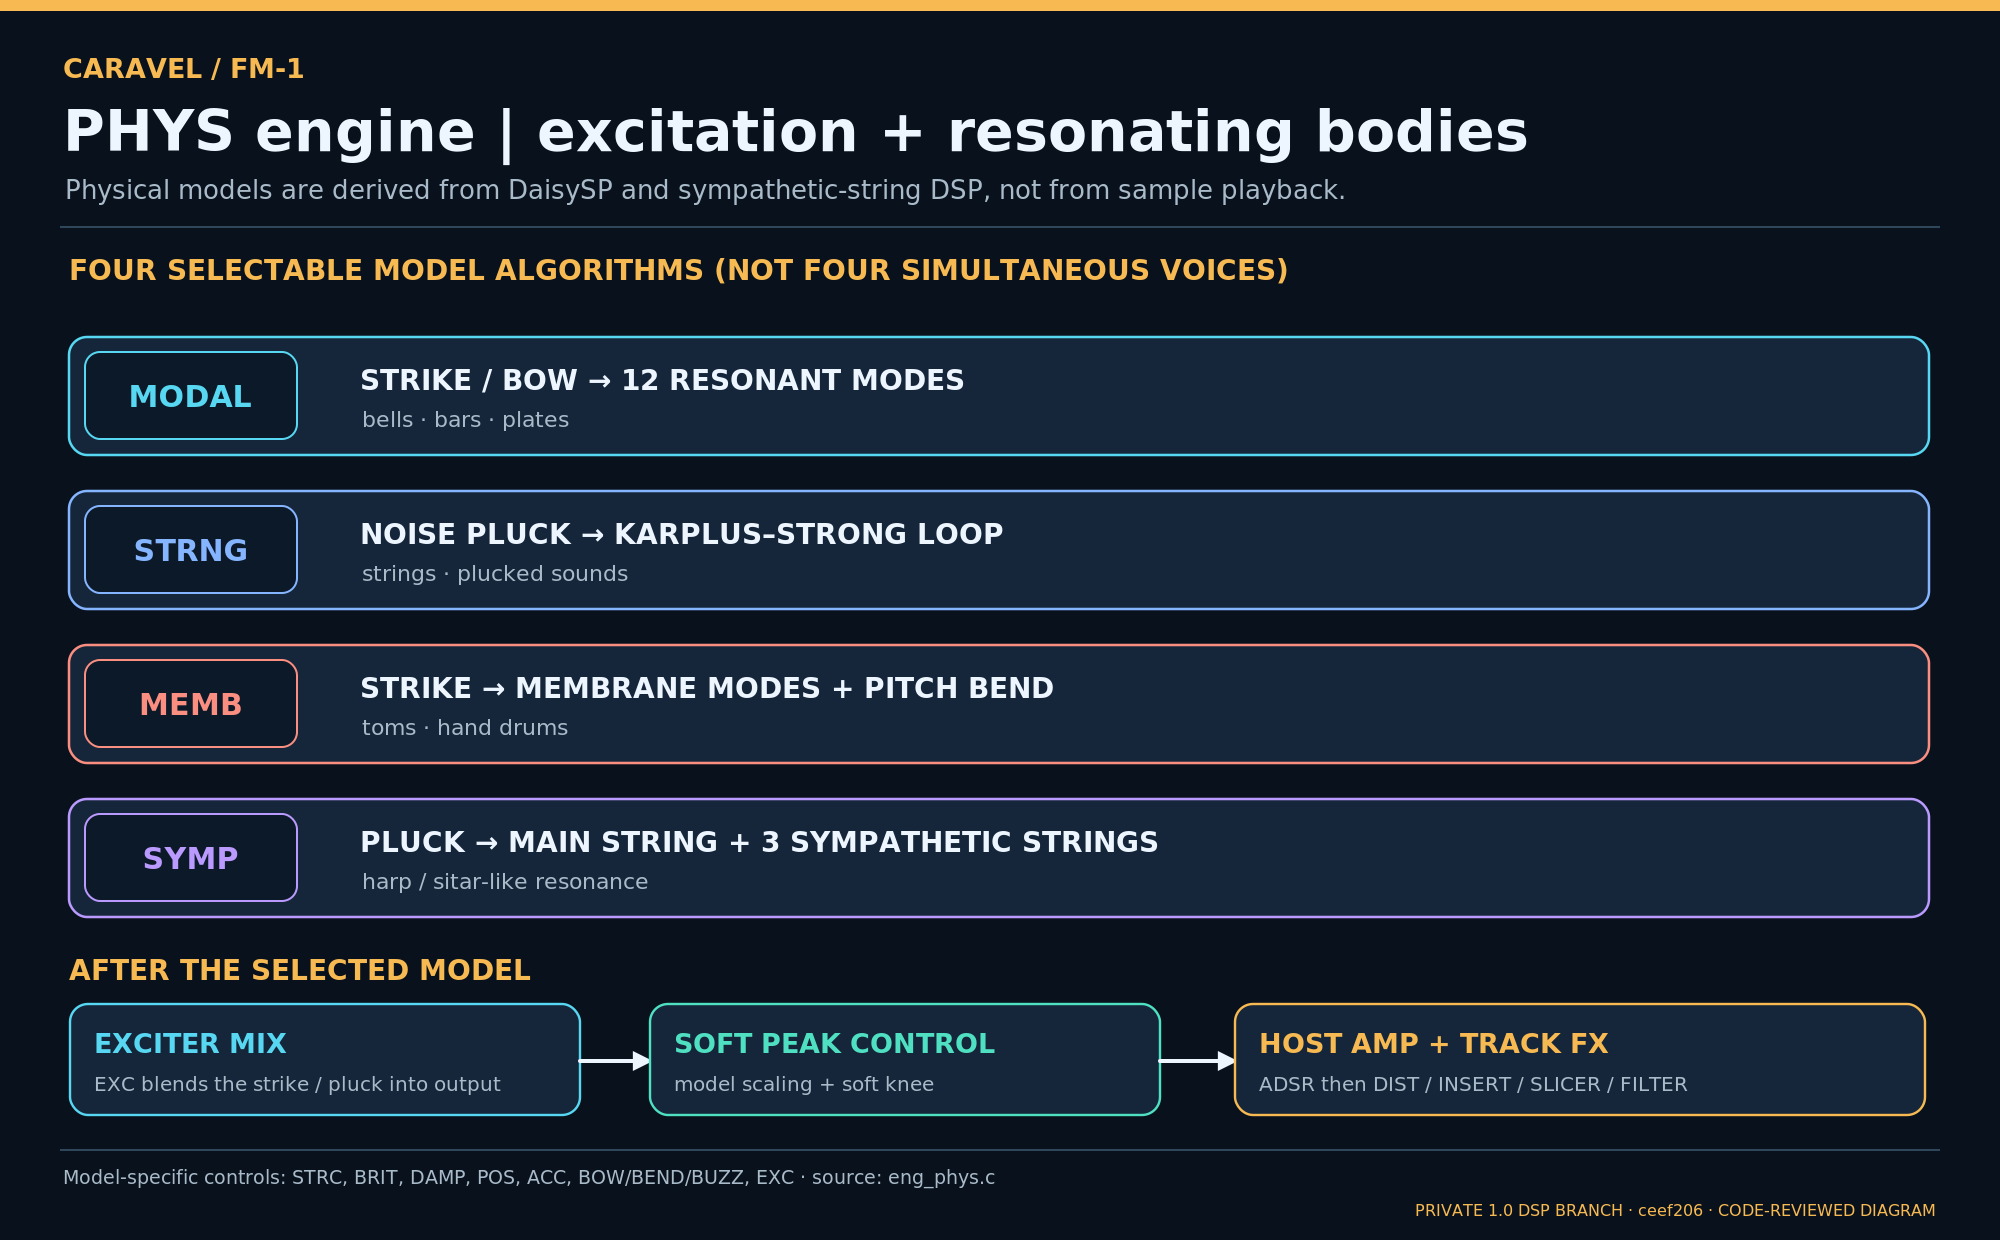 CARAVEL / FM-1
PHYS engine | excitation + resonating bodies
Physical models are derived from DaisySP and sympathetic-string DSP, not from sample playback.
FOUR SELECTABLE MODEL ALGORITHMS (NOT FOUR SIMULTANEOUS VOICES)
MODAL
STRIKE / BOW → 12 RESONANT MODES
bells · bars · plates
STRNG
NOISE PLUCK → KARPLUS–STRONG LOOP
strings · plucked sounds
MEMB
STRIKE → MEMBRANE MODES + PITCH BEND
toms · hand drums
SYMP
PLUCK → MAIN STRING + 3 SYMPATHETIC STRINGS
harp / sitar-like resonance
AFTER THE SELECTED MODEL
EXCITER MIX
EXC blends the strike / pluck into output
SOFT PEAK CONTROL
model scaling + soft knee
HOST AMP + TRACK FX
ADSR then DIST / INSERT / SLICER / FILTER
Model-specific controls: STRC, BRIT, DAMP, POS, ACC, BOW/BEND/BUZZ, EXC · source: eng_phys.c
PRIVATE 1.0 DSP BRANCH · ceef206 · CODE-REVIEWED DIAGRAM